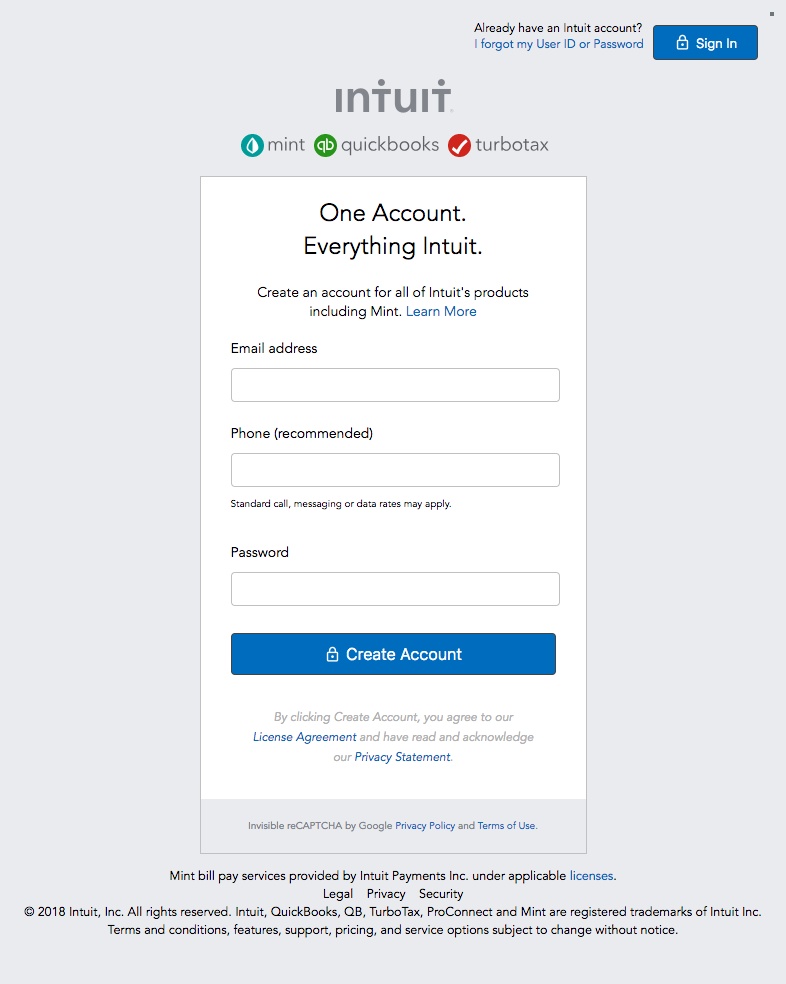 Already have an Intuit account?
I forgot my User ID or Password
Sign In
intuit.
mint qb quickbooks turbotax
One Account.
Everything Intuit.
Create an account for all of Intuit's products
including Mint. Learn More
Email address
Phone (recommended)
Standard call, messaging or data rates may apply.
Password
Create Account
By clicking Create Account, you agree to our
License Agreement and have read and acknowledge
our Privacy Statement.
Invisible reCAPTCHA by Google Privacy Policy and Terms of Use.
Mint bill pay services provided by Intuit Payments Inc. under applicable licenses.
Legal Privacy Security
© 2018 Intuit, Inc. All rights reserved. Intuit, QuickBooks, QB, TurboTax, ProConnect and Mint are registered trademarks of Intuit Inc.
Terms and conditions, features, support, pricing, and service options subject to change without notice.